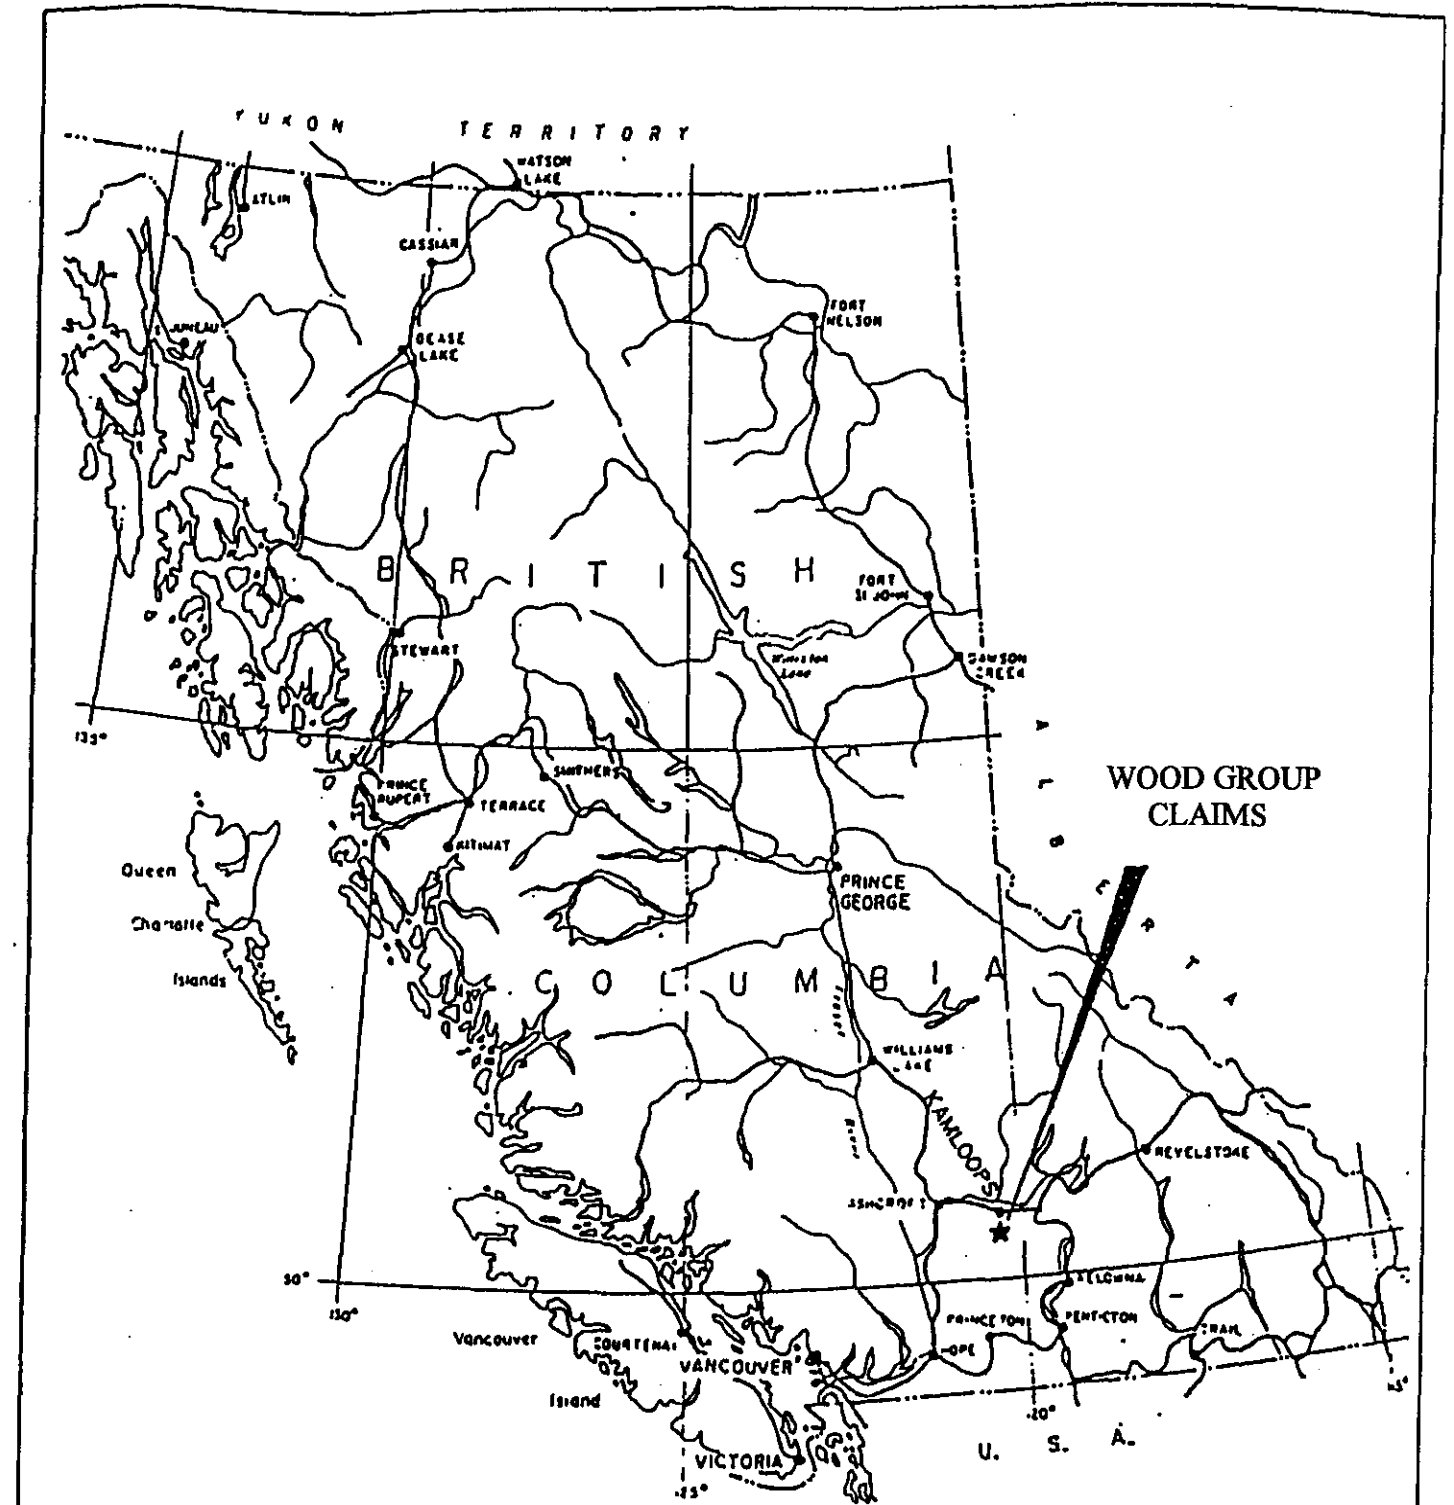 YUKON TERRITORY
WATSON
LAKE
ATLIN
CASSIAR
JUNEAU
DEASE
LAKE
FORT
NELSON
BRITISH
FORT
ST JOHN
STEWART
DAWSON
CREEK
135°
ALBERTA
WOOD GROUP
CLAIMS
PRINCE
RUPERT
SMITHERS
TERRACE
KITIMAT
PRINCE
GEORGE
Queen
Charlotte
Islands
COLUMBIA
WILLIAMS
LAKE
KAMLOOPS
REVELSTOKE
ASHCROFT
50°
130°
KELOWNA
PRINCETON
PENTICTON
TRAIL
HOPE
Vancouver
Island
COURTENAY
VANCOUVER
VICTORIA
U. S. A.